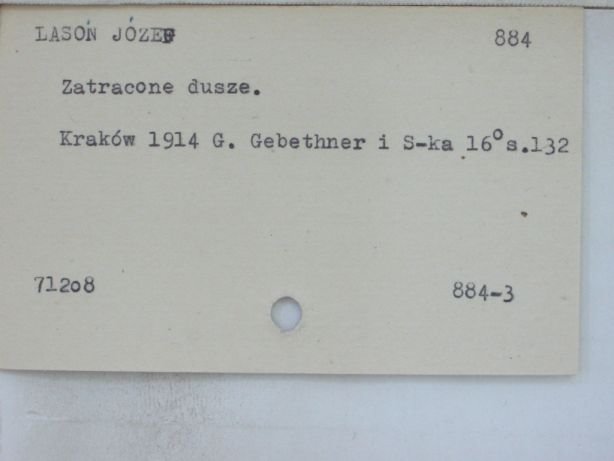 LASOŃ JÓZEF 884
Zatracone dusze.
Kraków 1914 G. Gebethner i S-ka 16° s.132
71208 884-3